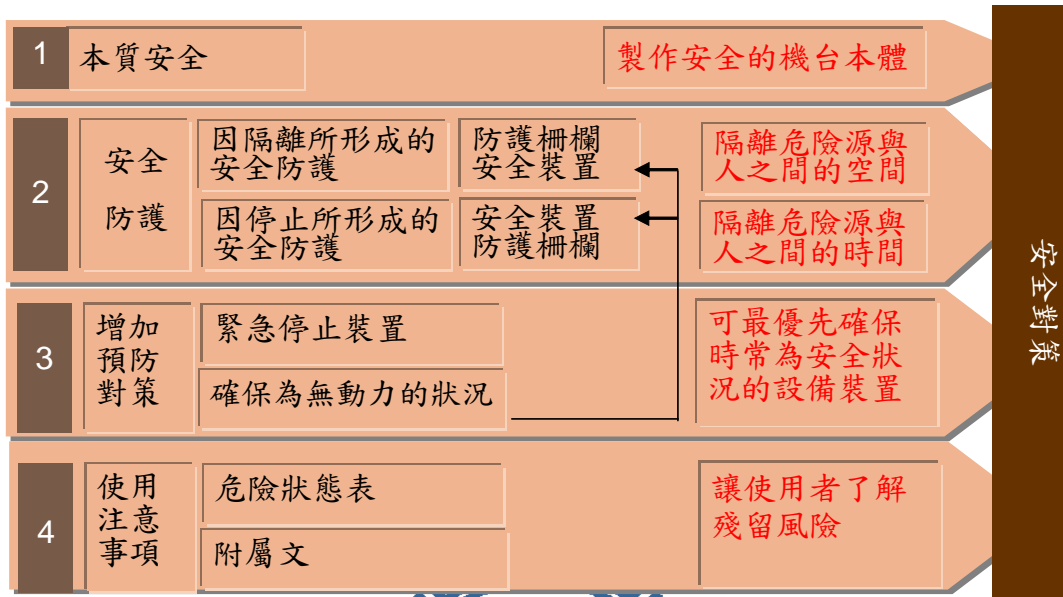 1
本質安全
製作安全的機台本體
2
安全
防護
因隔離所形成的
安全防護
防護柵欄
安全裝置
隔離危險源與
人之間的空間
因停止所形成的
安全防護
安全裝置
防護柵欄
隔離危險源與
人之間的時間
3
增加
預防
對策
緊急停止裝置
確保為無動力的狀況
可最優先確保
時常為安全狀
況的設備裝置
4
使用
注意
事項
危險狀態表
附屬文
讓使用者了解
殘留風險
安全對策